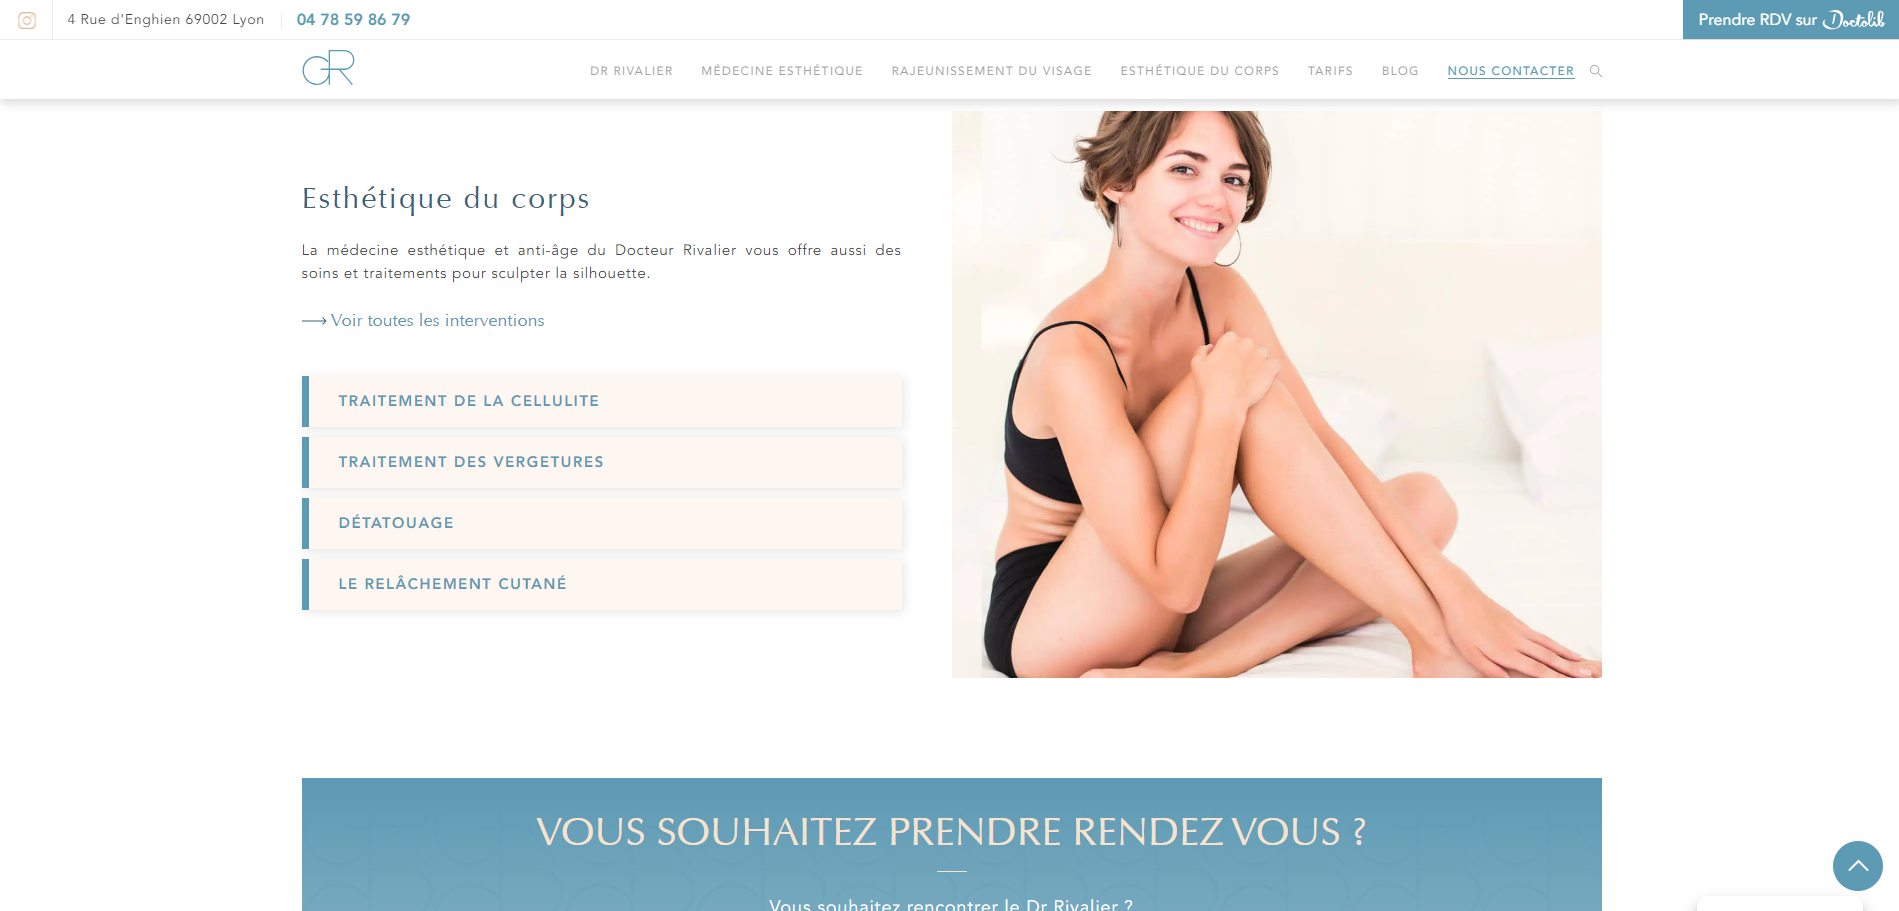 4 Rue d'Enghien 69002 Lyon
04 78 59 86 79
Prendre RDV sur Doctolib
GR
DR RIVALIER
MÉDECINE ESTHÉTIQUE
RAJEUNISSEMENT DU VISAGE
ESTHÉTIQUE DU CORPS
TARIFS
BLOG
NOUS CONTACTER
Esthétique du corps
La médecine esthétique et anti-âge du Docteur Rivalier vous offre aussi des
soins et traitements pour sculpter la silhouette.
Voir toutes les interventions
TRAITEMENT DE LA CELLULITE
TRAITEMENT DES VERGETURES
DÉTATOUAGE
LE RELÂCHEMENT CUTANÉ
VOUS SOUHAITEZ PRENDRE RENDEZ VOUS ?
Vous souhaitez rencontrer le Dr Rivalier ?